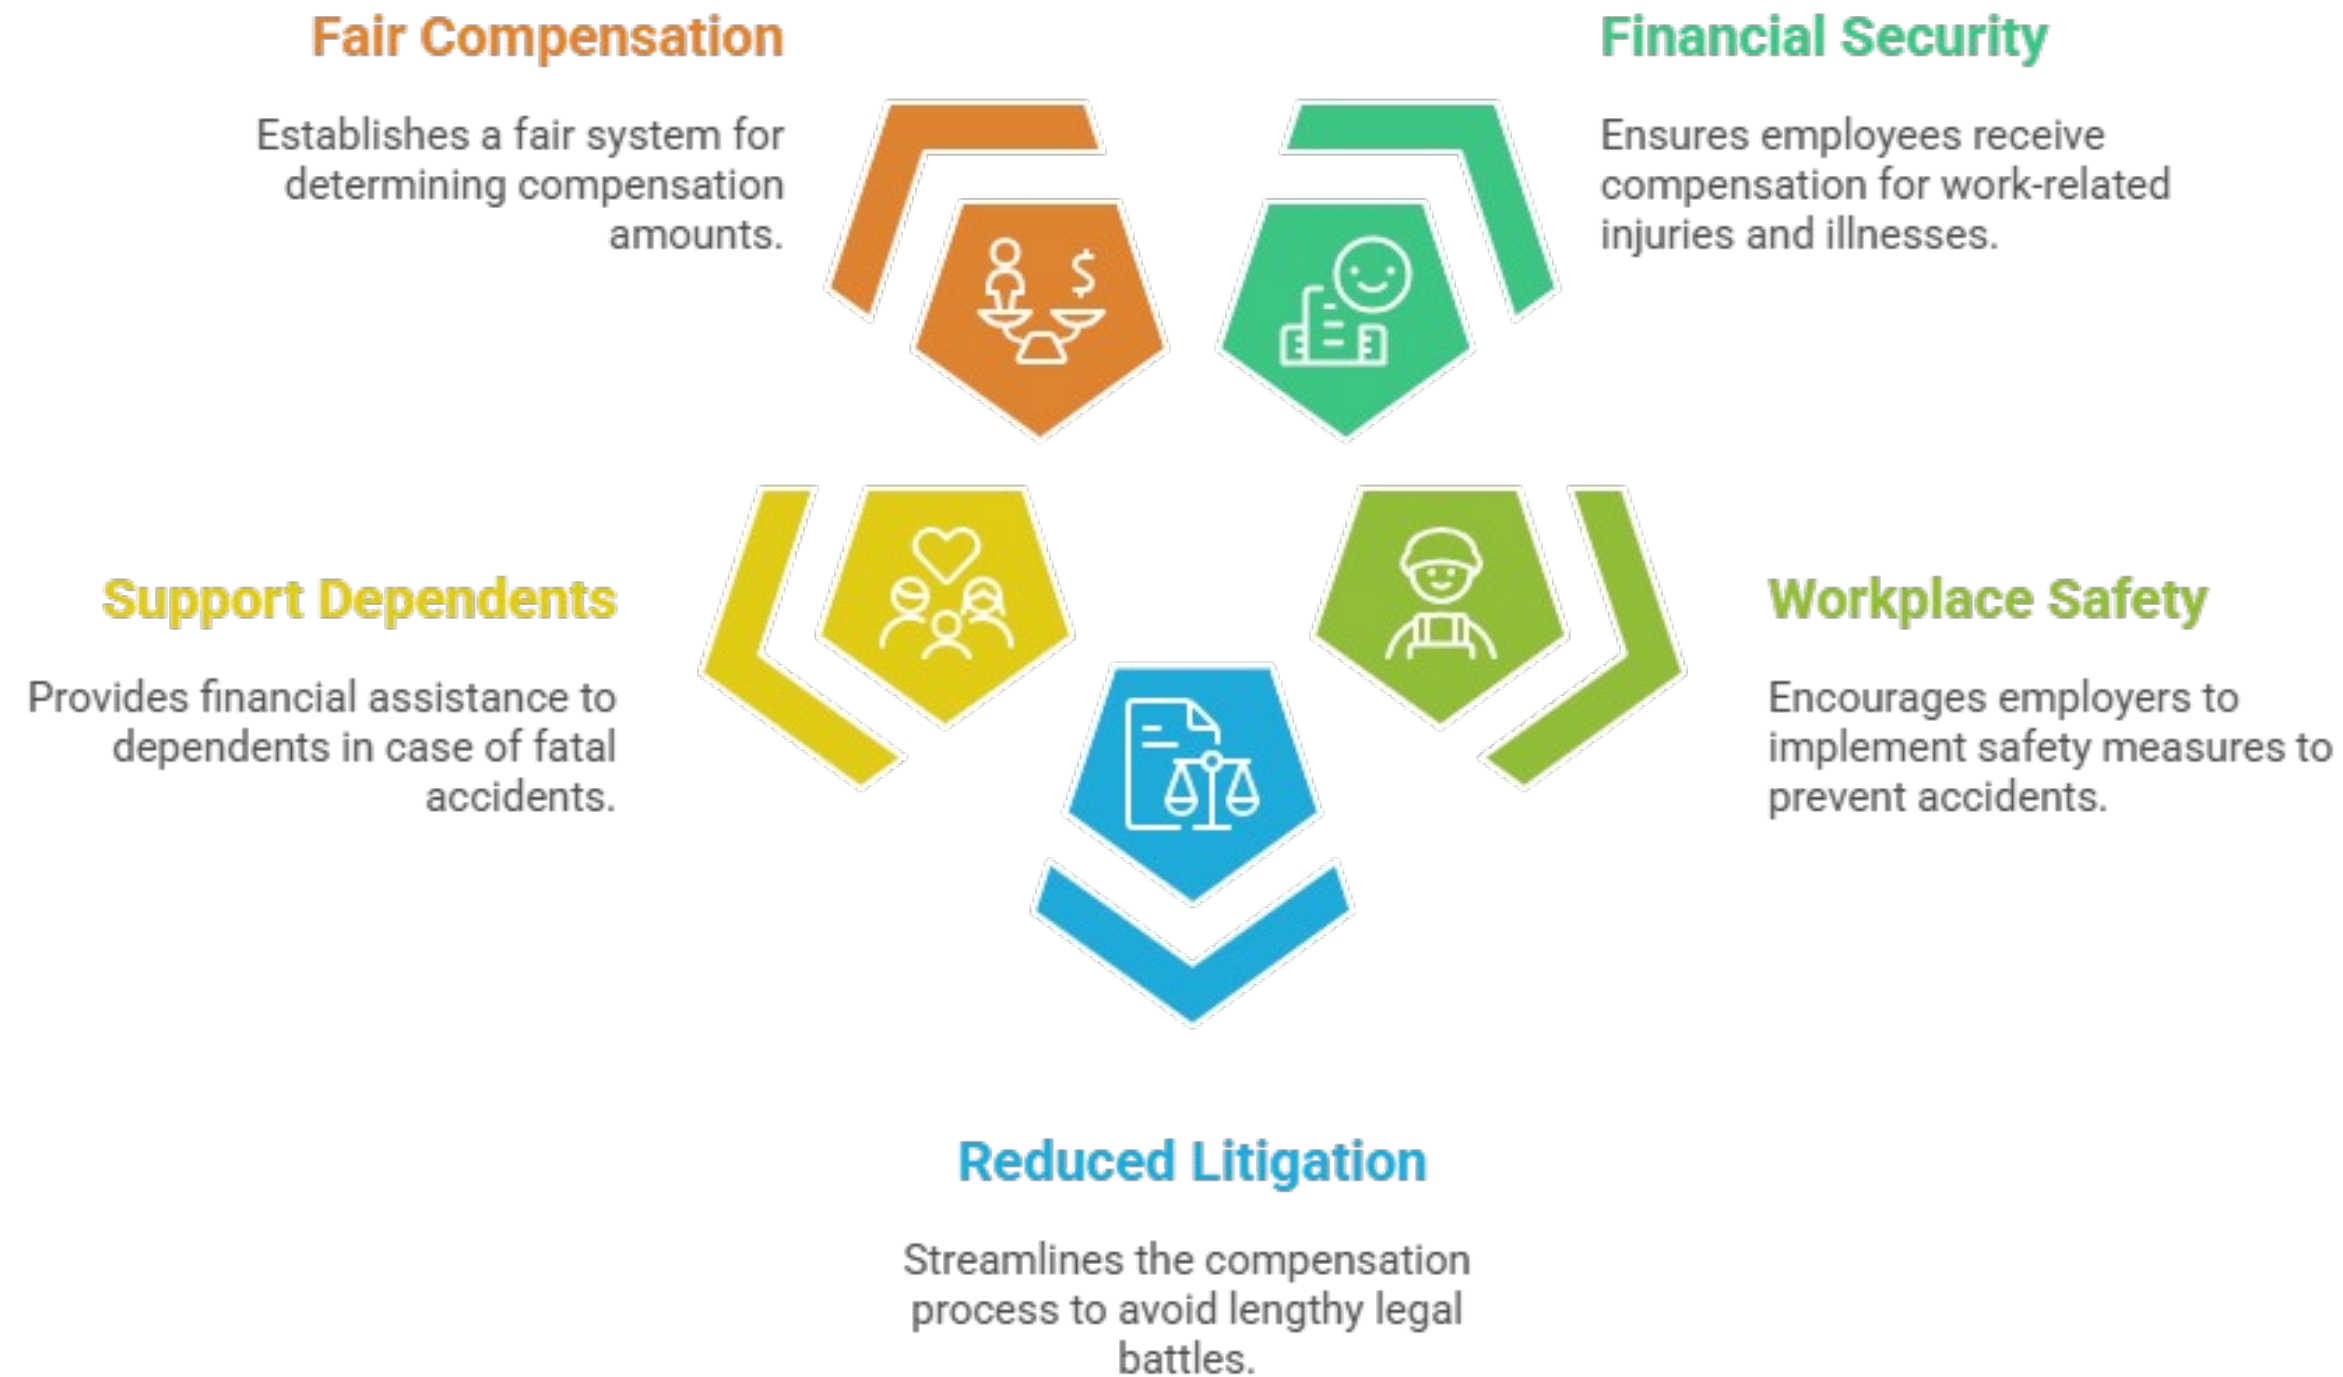 Fair Compensation
Establishes a fair system for
determining compensation
amounts.
Financial Security
Ensures employees receive
compensation for work-related
injuries and illnesses.
Support Dependents
Provides financial assistance to
dependents in case of fatal
accidents.
Workplace Safety
Encourages employers to
implement safety measures to
prevent accidents.
Reduced Litigation
Streamlines the compensation
process to avoid lengthy legal
battles.